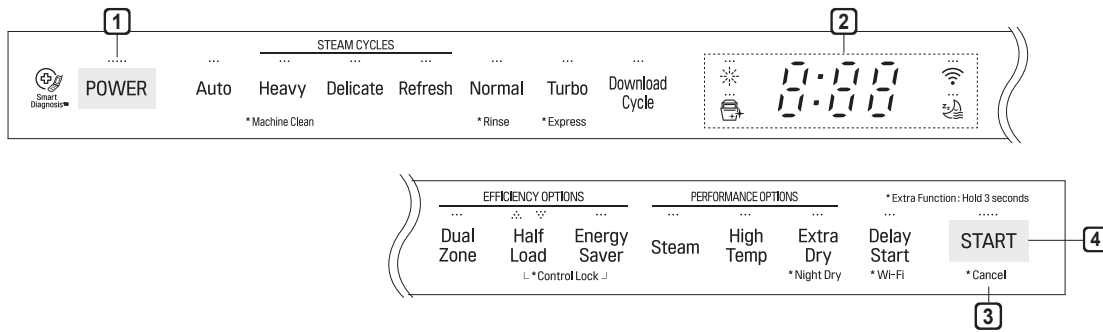 1
2
STEAM CYCLES
Smart
Diagnosis
POWER
Auto
Heavy
Delicate
Refresh
Normal
Turbo
Download
Cycle
8:88
*Machine Clean
*Rinse
*Express
EFFICIENCY OPTIONS
PERFORMANCE OPTIONS
*Extra Function: Hold 3 seconds
Dual
Zone
Half
Load
Energy
Saver
Steam
High
Temp
Extra
Dry
Delay
Start
START
4
*Control Lock
*Night Dry
*Wi-Fi
*Cancel
3